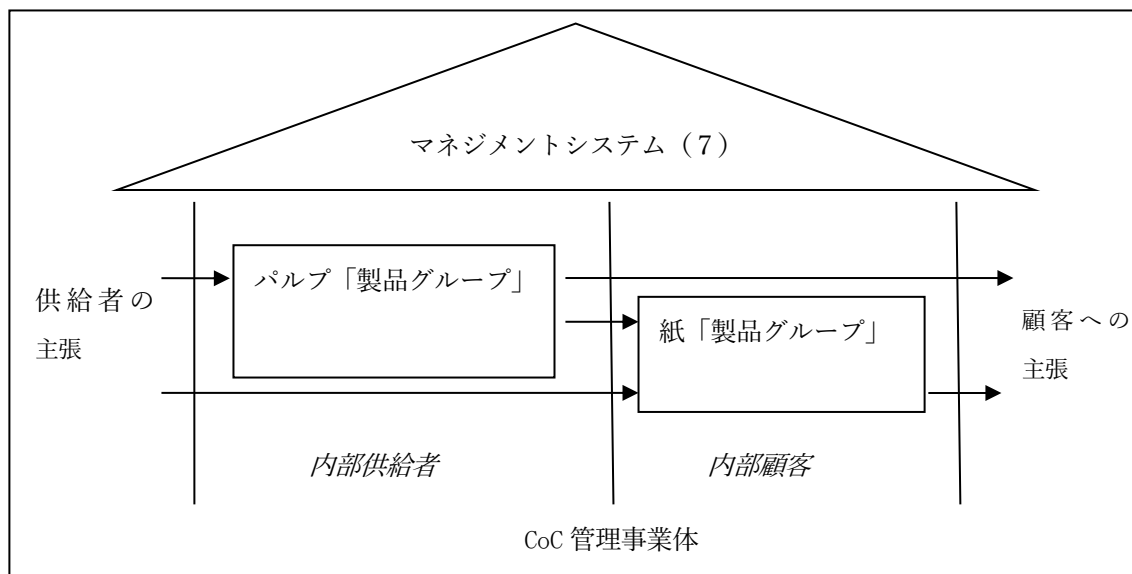 マネジメントシステム（７）
パルプ「製品グループ」
供給者の
主張
紙「製品グループ」
顧客への
主張
内部供給者
内部顧客
CoC 管理事業体